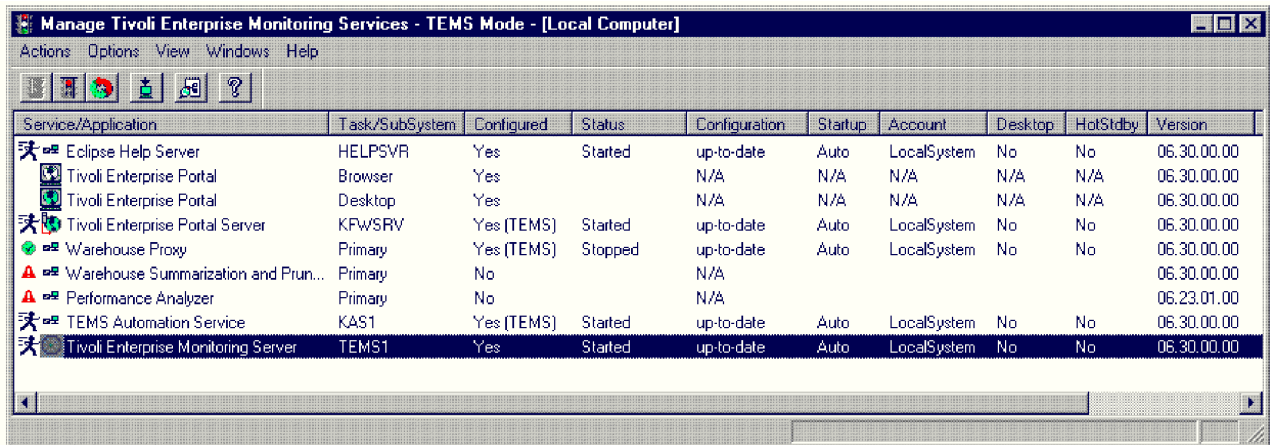 Manage Tivoli Enterprise Monitoring Services - TEMS Mode - [Local Computer]
Actions Options View Windows Help
Service/Application Task/SubSystem Configured Status Configuration Startup Account Desktop HotStdby Version
Eclipse Help Server HELPSVR Yes Started up-to-date Auto LocalSystem No No 06.30.00.00
Tivoli Enterprise Portal Browser Yes N/A N/A N/A N/A N/A 06.30.00.00
Tivoli Enterprise Portal Desktop Yes N/A N/A N/A N/A N/A 06.30.00.00
Tivoli Enterprise Portal Server KFWSRV Yes (TEMS) Started up-to-date Auto LocalSystem No No 06.30.00.00
Warehouse Proxy Primary Yes (TEMS) Stopped up-to-date Auto LocalSystem No No 06.30.00.00
Warehouse Summarization and Prun... Primary No N/A 06.30.00.00
Performance Analyzer Primary No N/A 06.23.01.00
TEMS Automation Service KAS1 Yes (TEMS) Started up-to-date Auto LocalSystem No No 06.30.00.00
Tivoli Enterprise Monitoring Server TEMS1 Yes Started up-to-date Auto LocalSystem No No 06.30.00.00